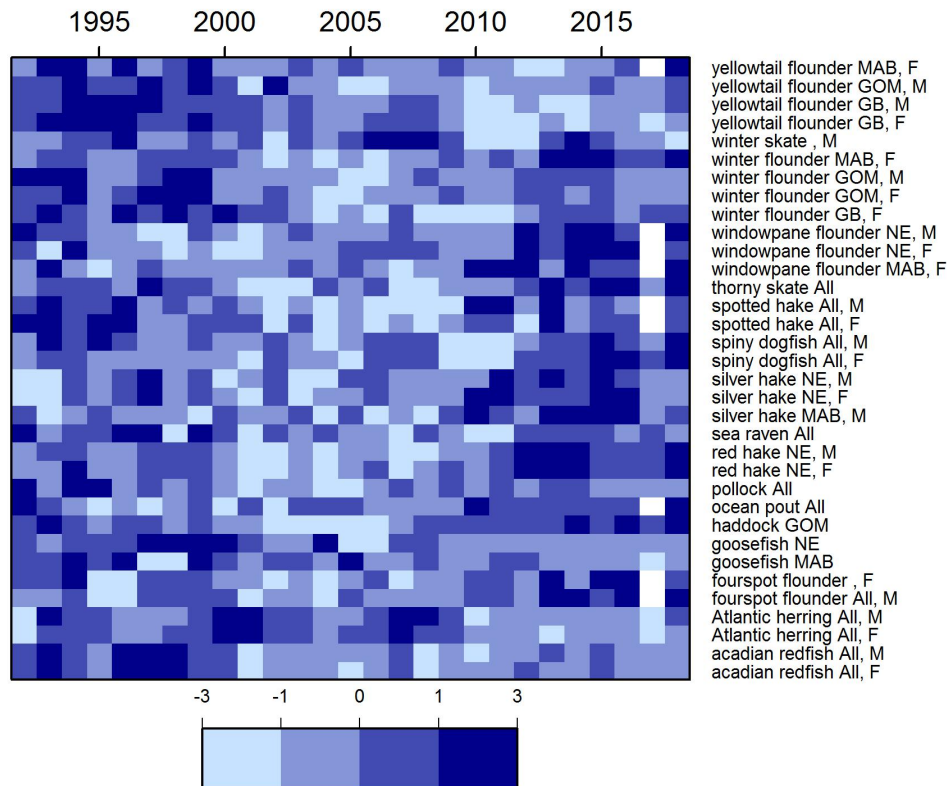 1995 2000 2005 2010 2015
yellowtail flounder MAB, F
yellowtail flounder GOM, M
yellowtail flounder GB, M
yellowtail flounder GB, F
winter skate , M
winter flounder MAB, F
winter flounder GOM, M
winter flounder GOM, F
winter flounder GB, F
windowpane flounder NE, M
windowpane flounder NE, F
windowpane flounder MAB, F
thorny skate All
spotted hake All, M
spotted hake All, F
spiny dogfish All, M
spiny dogfish All, F
silver hake NE, M
silver hake NE, F
silver hake MAB, M
sea raven All
red hake NE, M
red hake NE, F
pollock All
ocean pout All
haddock GOM
goosefish NE
goosefish MAB
fourspot flounder , F
fourspot flounder All, M
Atlantic herring All, M
Atlantic herring All, F
acadian redfish All, M
acadian redfish All, F
-3 -1 0 1 3